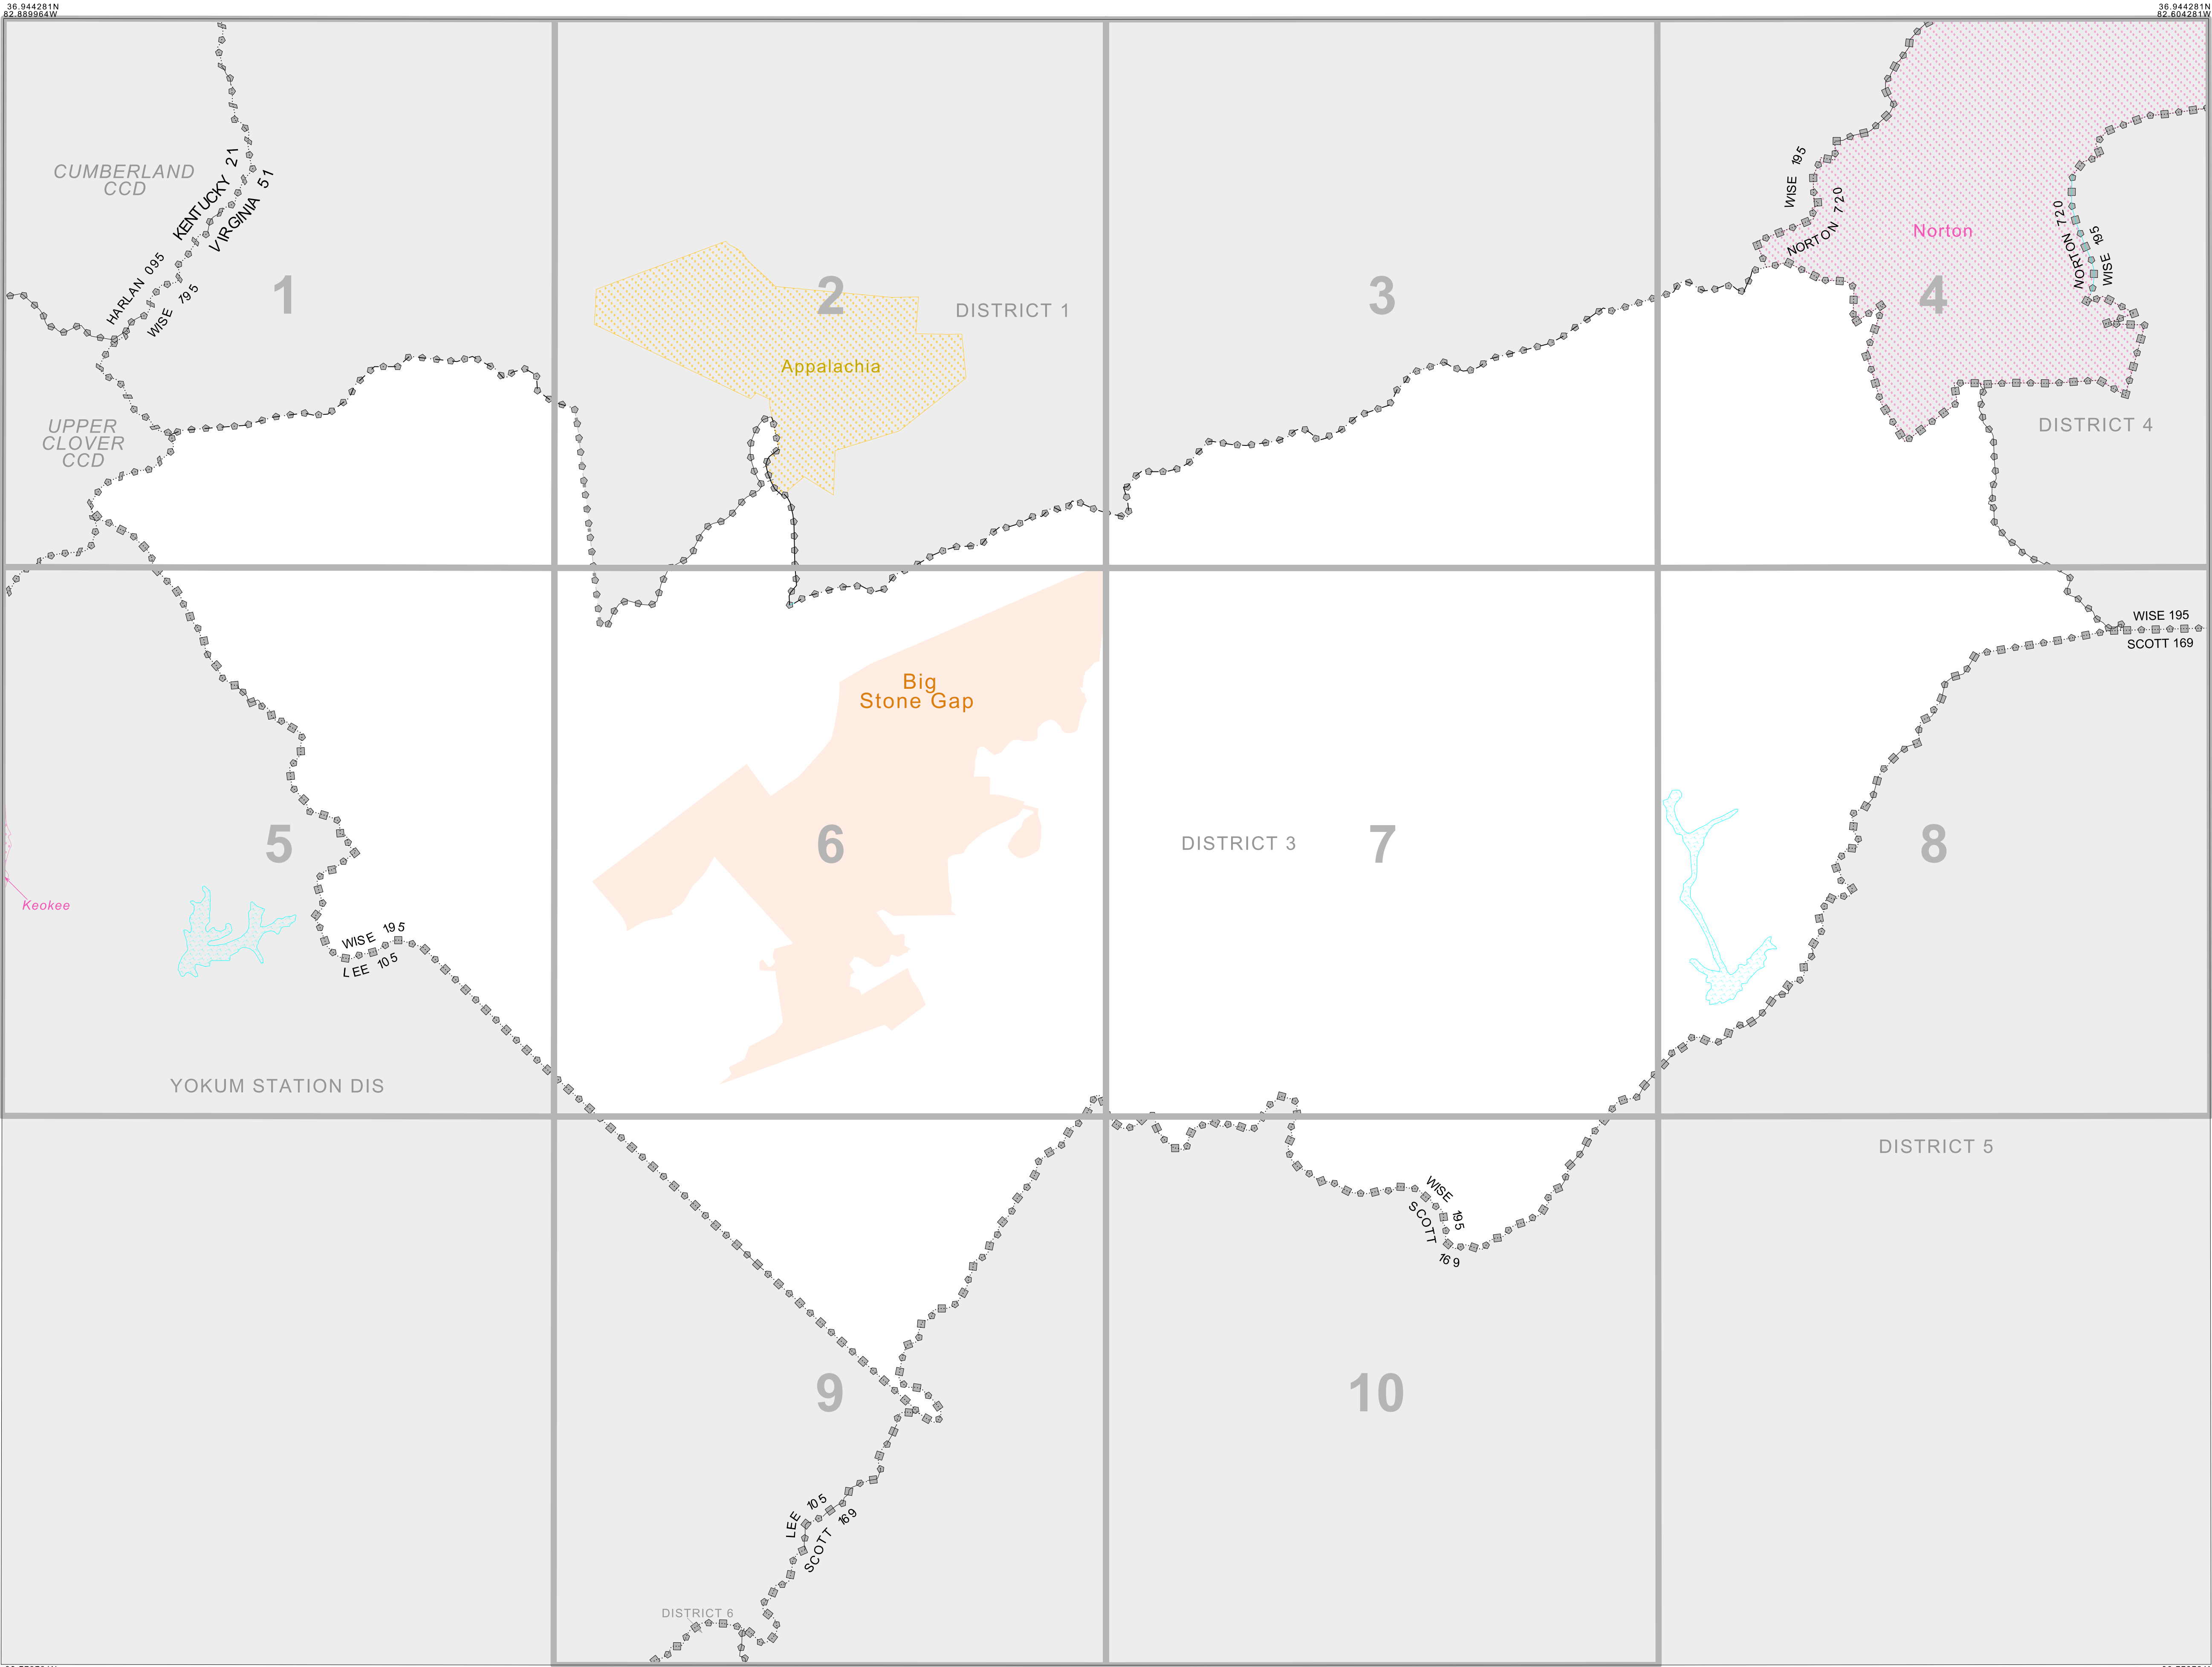 36.944281N
82.889964W
36.944281N
82.604281W
CUMBERLAND
CCD
KENTUCKY 21
VIRGINIA 51
HARLAN 095
WISE 795
1
UPPER
CLOVER
CCD
2
DISTRICT 1
Appalachia
3
WISE 195
NORTON 720
Norton
4
NORTON 720
WISE 195
DISTRICT 4
WISE 195
SCOTT 169
Big
Stone Gap
5
6
DISTRICT 3
7
8
Keokee
WISE 195
LEE 105
YOKUM STATION DIS
DISTRICT 5
WISE 195
SCOTT 169
9
10
LEE 105
SCOTT 169
DISTRICT 6